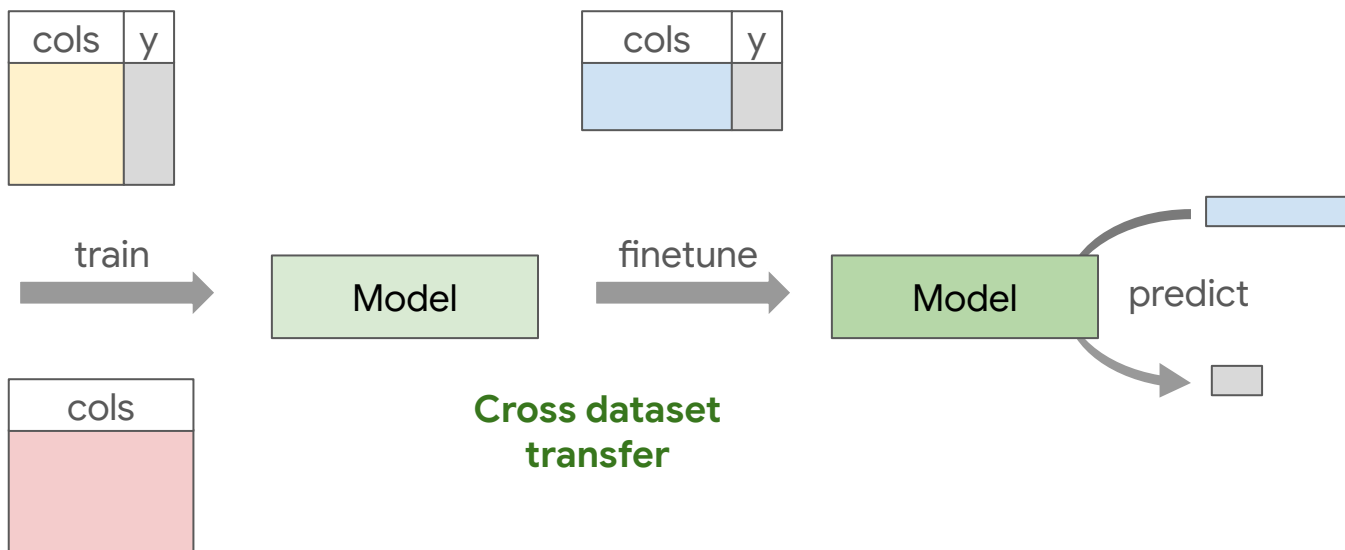 cols y
cols y
train
finetune
Model
Model
predict
cols
Cross dataset
transfer